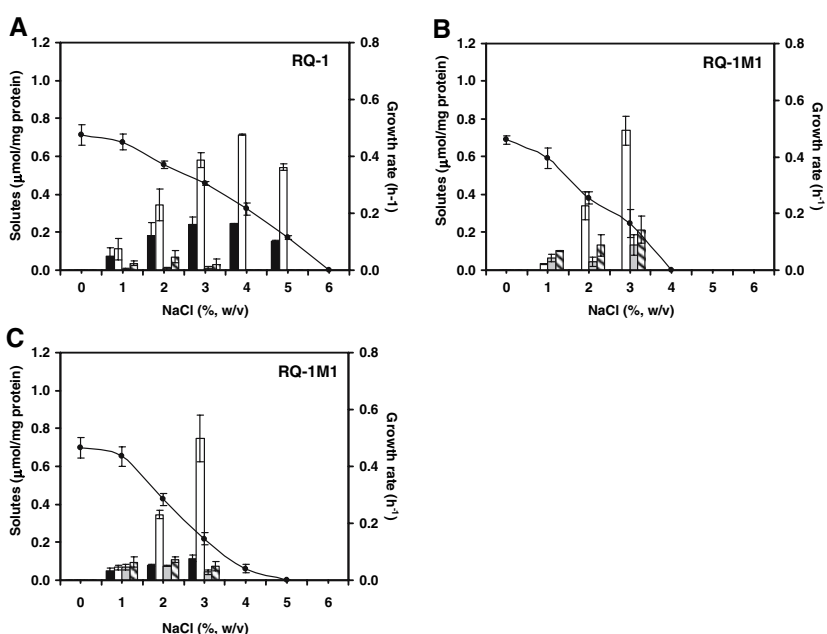 A
RQ-1
Solutes (μmol/mg protein)
1.2
1.0
0.8
0.6
0.4
0.2
0.0
0.8
0.6
0.4
0.2
0.0
Growth rate (h-1)
0 1 2 3 4 5 6
NaCl (%, w/v)
B
RQ-1M1
Solutes (μmol/mg protein)
1.2
1.0
0.8
0.6
0.4
0.2
0.0
0.8
0.6
0.4
0.2
0.0
Growth rate (h-1)
0 1 2 3 4 5 6
NaCl (%, w/v)
C
RQ-1M1
Solutes (μmol/mg protein)
1.2
1.0
0.8
0.6
0.4
0.2
0.0
0.8
0.6
0.4
0.2
0.0
Growth rate (h-1)
0 1 2 3 4 5 6
NaCl (%, w/v)